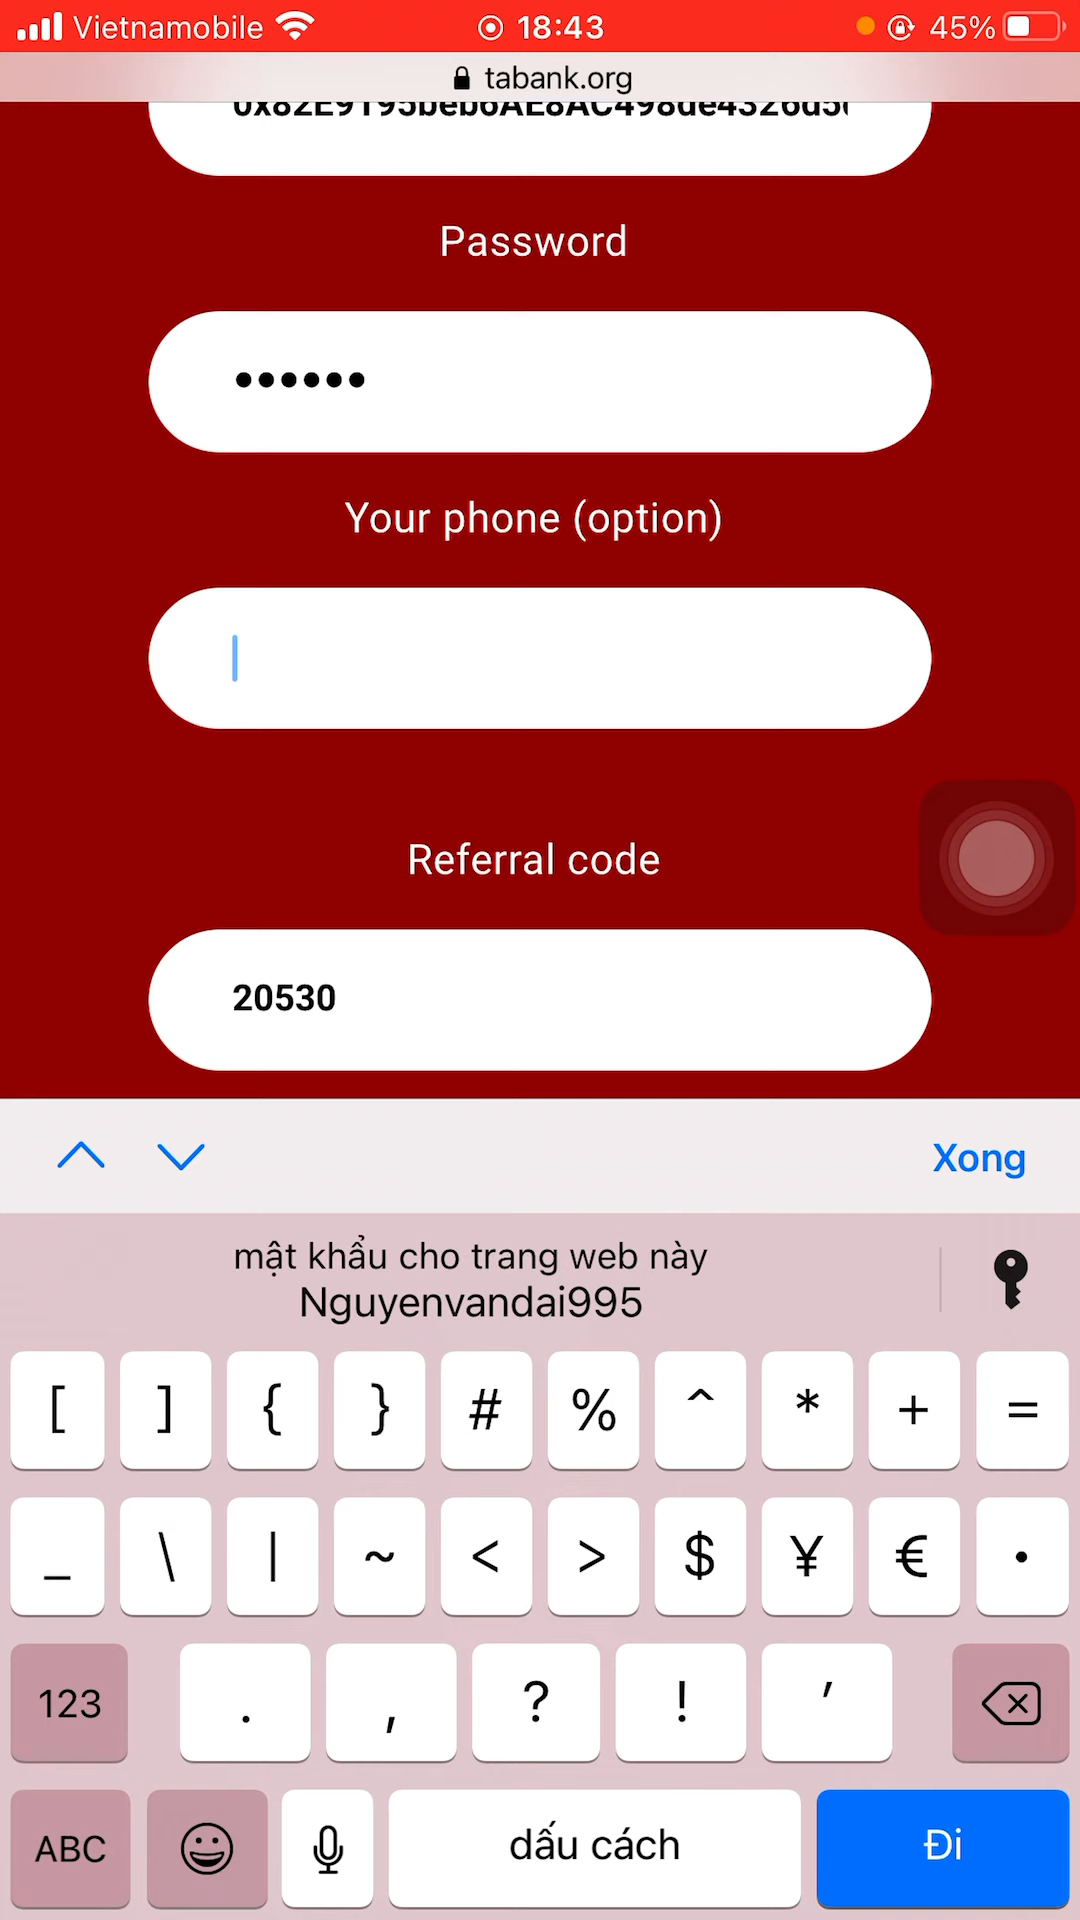 Vietnamobile 18:43 45%
tabank.org
Password
••••••
Your phone (option)
Referral code
20530
Xong
mật khẩu cho trang web này
Nguyenvandai995
[ ] { } # % ^ * + =
_ \ | ~ < > $ ¥ € •
123 . , ? ! ′
ABC dấu cách Đi